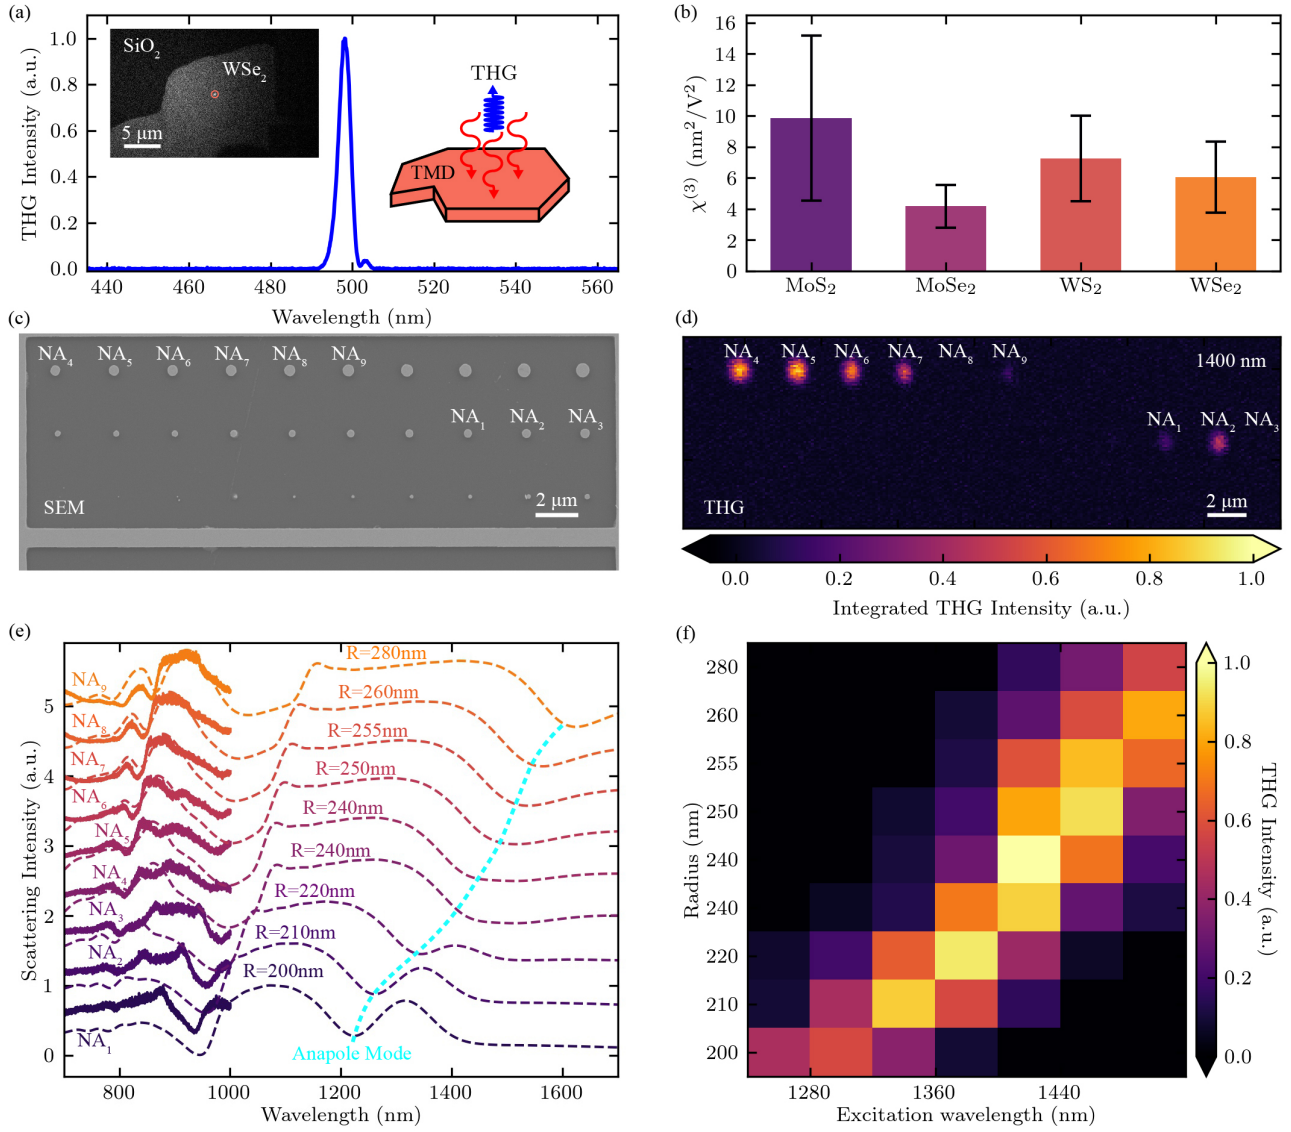 (a)
THG Intensity (a.u.)
1.0
0.8
0.6
0.4
0.2
0.0
SiO2
WSe2
5 μm
THG
TMD
440 460 480 500 520 540 560
Wavelength (nm)
(b)
χ(3) (nm2/V2)
16
14
12
10
8
6
4
2
0
MoS2 MoSe2 WS2 WSe2
(c)
NA4 NA5 NA6 NA7 NA8 NA9
NA1 NA2 NA3
SEM
2 μm
(d)
NA4 NA5 NA6 NA7 NA8 NA9
1400 nm
NA1 NA2 NA3
THG
2 μm
0.0 0.2 0.4 0.6 0.8 1.0
Integrated THG Intensity (a.u.)
(e)
Scattering Intensity (a.u.)
5
4
3
2
1
0
NA9
R=280nm
NA8
R=260nm
NA7
R=255nm
NA6
R=250nm
NA5
R=240nm
NA4
R=240nm
NA3
R=220nm
NA2
R=210nm
R=200nm
NA1
Anapole Mode
800 1000 1200 1400 1600
Wavelength (nm)
(f)
Radius (nm)
280
260
255
250
240
240
220
210
200
1280 1360 1440
Excitation wavelength (nm)
1.0
0.8
0.6
0.4
0.2
0.0
THG Intensity (a.u.)